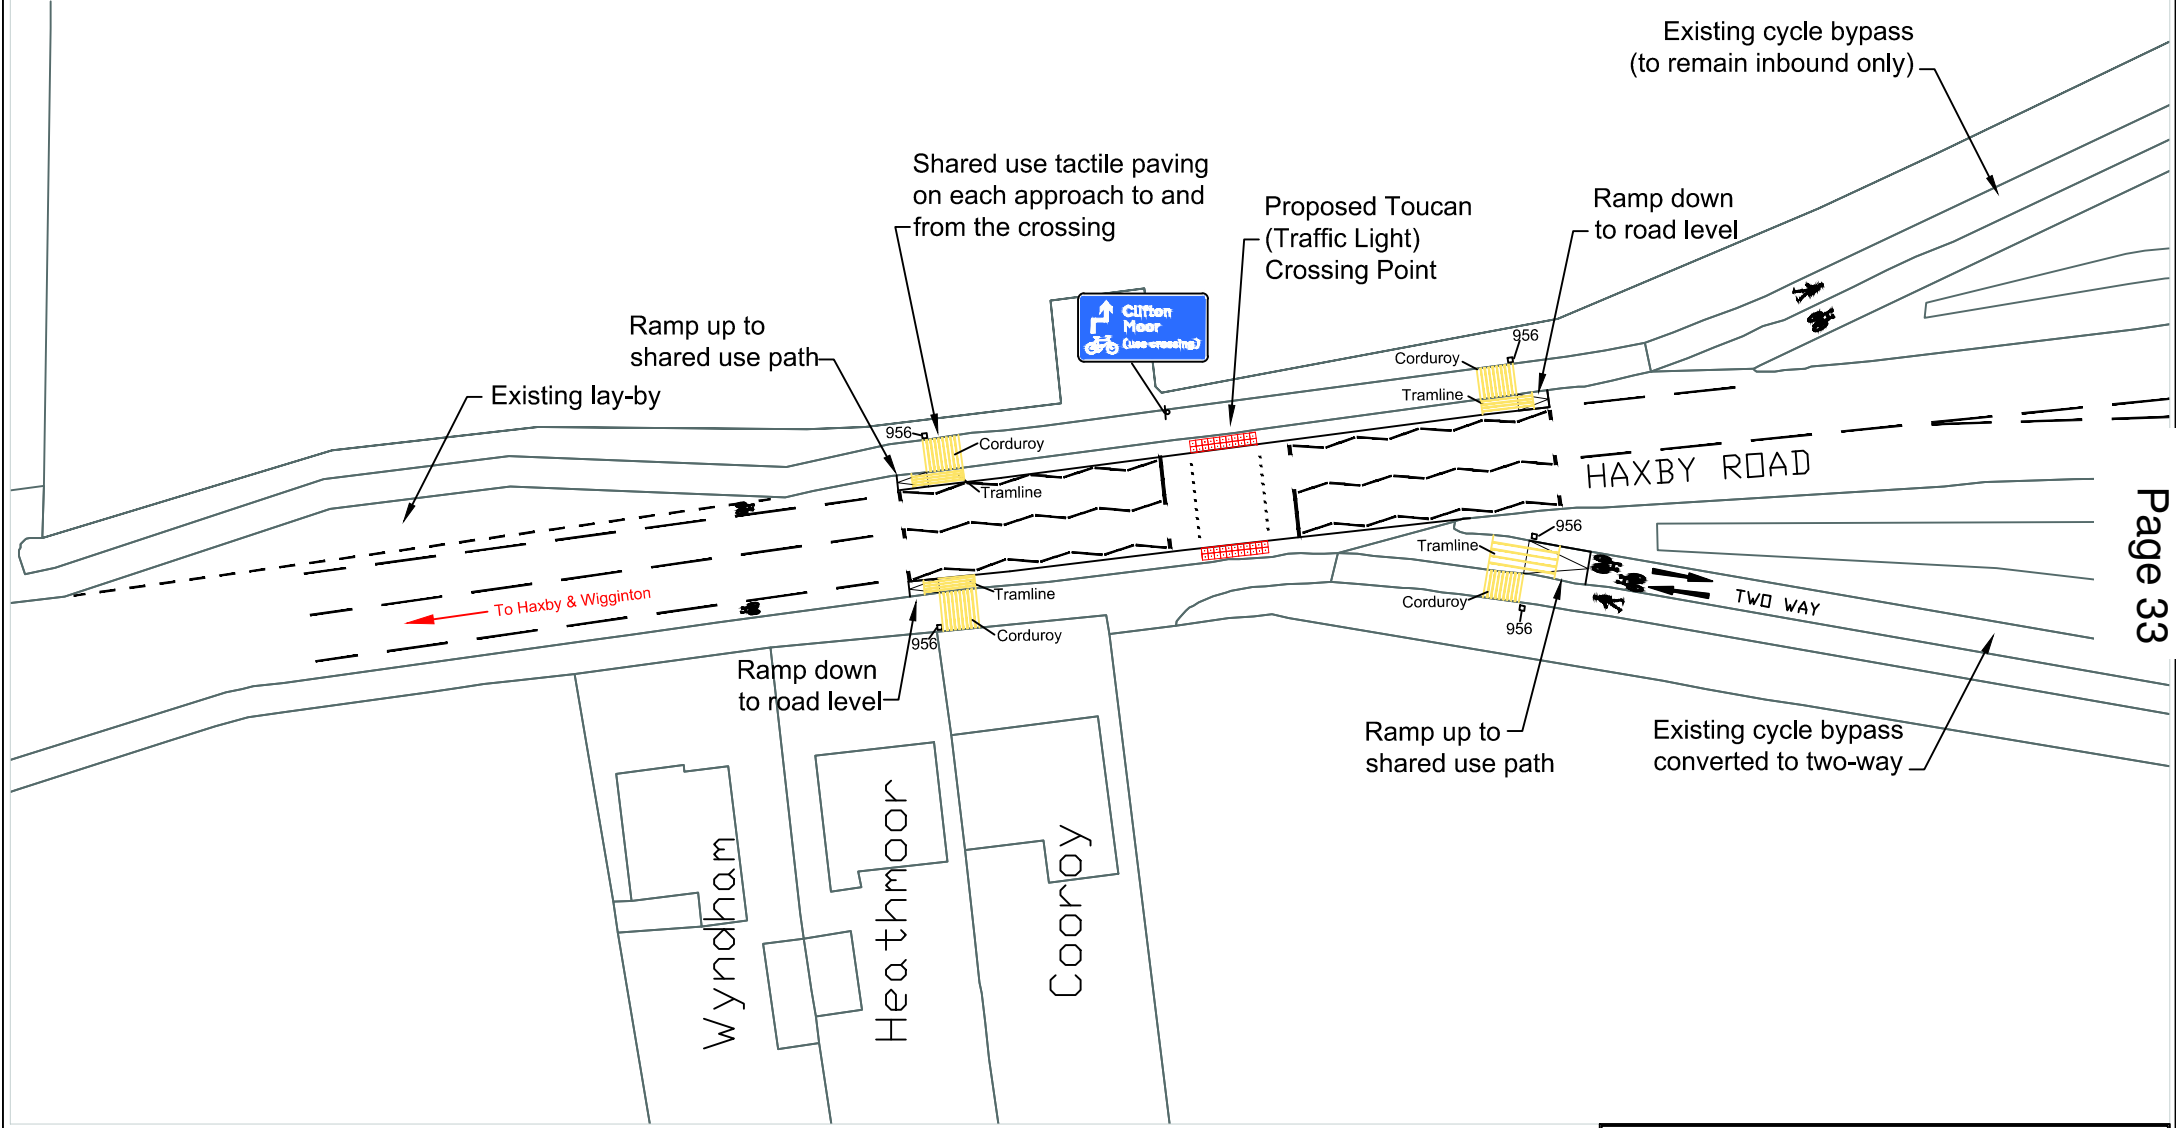 Existing cycle bypass
(to remain inbound only)
Shared use tactile paving
on each approach to and
from the crossing
Proposed Toucan
(Traffic Light)
Crossing Point
Ramp down
to road level
Ramp up to
shared use path
Existing lay-by
Clifton
Moor
(use crossing)
956
Corduroy
Tramline
956
Corduroy
Tramline
HAXBY ROAD
Page 33
To Haxby & Wigginton
Tramline
Corduroy
956
Ramp down
to road level
956
Tramline
Corduroy
956
TWO WAY
Ramp up to
shared use path
Existing cycle bypass
converted to two-way
Wyndham
Heathmoor
Cooroy